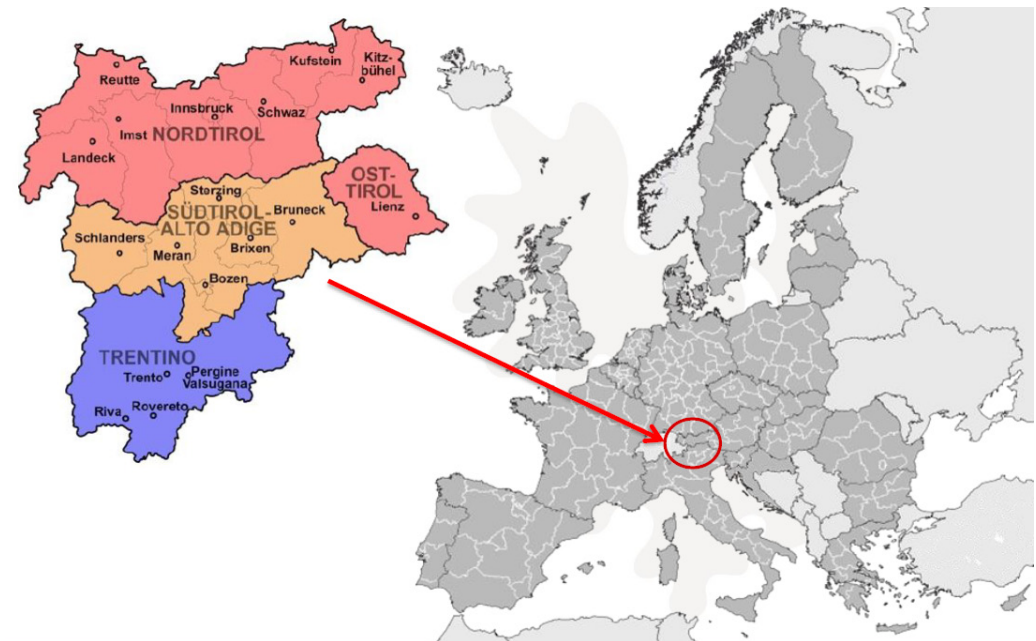 Kufstein
Kitz-
bühel
Reutte
Innsbruck
Schwaz
Imst
NORDTIROL
Landeck
OST-
TIROL
Lienz
Sterzing
SÜDTIROL-
ALTO ADIGE
Bruneck
Schlanders
Meran
Brixen
Bozen
TRENTINO
Trento
Pergine
Valsugana
Riva
Rovereto